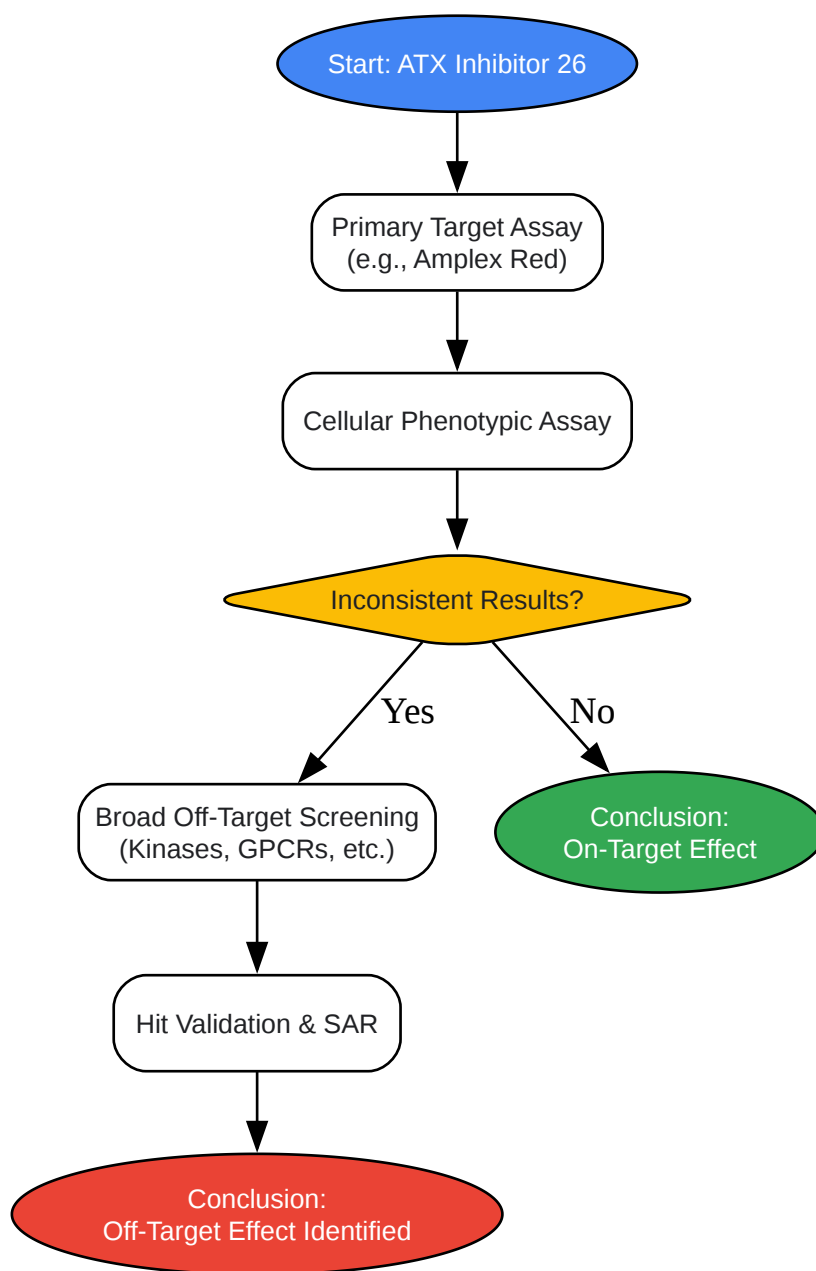 Start: ATX Inhibitor 26
Primary Target Assay
(e.g., Amplex Red)
Cellular Phenotypic Assay
Inconsistent Results?
Yes
No
Broad Off-Target Screening
(Kinases, GPCRs, etc.)
Conclusion:
On-Target Effect
Hit Validation & SAR
Conclusion:
Off-Target Effect Identified